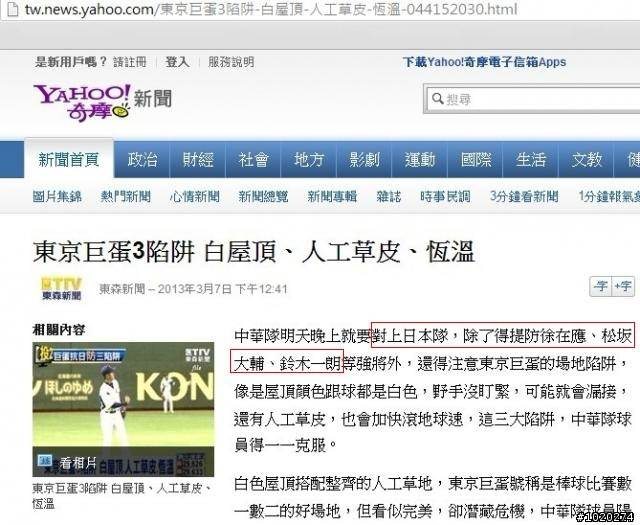 tw.news.yahoo.com/東京巨蛋3陷阱-白屋頂-人工草皮-恆溫-044152030.html
是新用戶嗎？ 請註冊 登入 服務說明 下載Yahoo!奇摩電子信箱Apps
YAHOO!奇摩 新聞
搜尋
新聞首頁 政治 財經 社會 地方 影劇 運動 國際 生活 文教 健
圖片集錦 熱門新聞 心情新聞 新聞總覽 新聞專輯 雜誌 時事民調 3分鐘看新聞 1分鐘報氣
東京巨蛋3陷阱 白屋頂、人工草皮、恆溫
ETTV 東森新聞 東森新聞 – 2013年3月7日 下午12:41
-字 +字
相關內容
投 巨蛋抗日防三陷阱 ETTV
ほしのゆめ KON
看相片
東京巨蛋3陷阱 白屋頂 人工草皮.恆溫
東京巨蛋3陷阱 白屋頂、人工草皮、
恆溫
中華隊明天晚上就要對上日本隊，除了得提防徐在應、松坂
大輔、鈴木一朗等強將外，還得注意東京巨蛋的場地陷阱，
像是屋頂顏色跟球都是白色，野手沒盯緊，可能就會漏接，
還有人工草皮，也會加快滾地球速，這三大陷阱，中華隊球
員得一一克服。
白色屋頂搭配整齊的人工草地，東京巨蛋號稱是棒球比賽數
一數二的好場地，但看似完美，卻潛藏危機，中華隊球員踢
#1020274